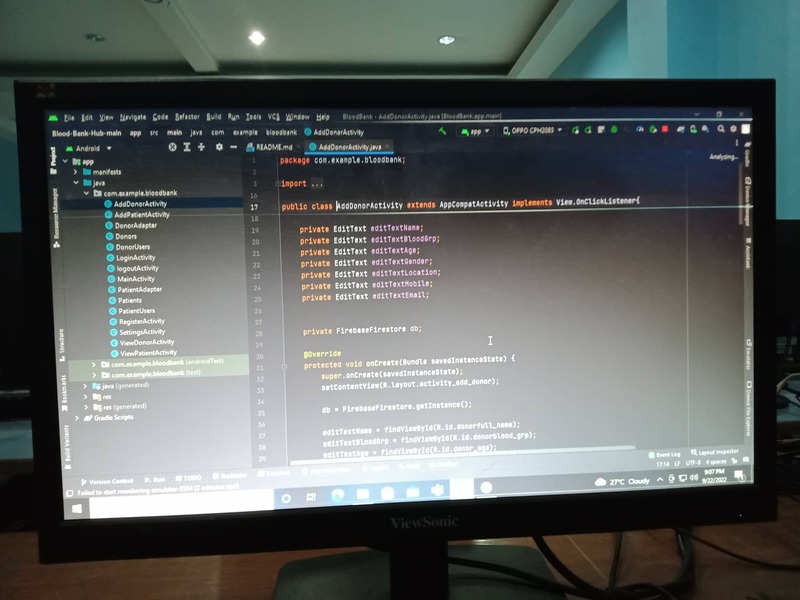 File Edit View Navigate Code Refactor Build Run Tools VCS Window Help BloodBank - AddDonorActivity.java [BloodBank.app.main]
Blood-Bank-Hub-main app src main java com example bloodbank AddDonorActivity app OPPO CPH2083
Android README.md AddDonorActivity.java
Project
Resource Manager
Structure
Bookmarks
Build Variants
app
manifests
java
com.example.bloodbank
AddDonorActivity
AddPatientActivity
DonorAdapter
Donors
DonorUsers
LoginActivity
logoutActivity
MainActivity
PatientAdapter
Patients
PatientUsers
RegisterActivity
SettingsActivity
ViewDonorActivity
ViewPatientActivity
com.example.bloodbank (androidTest)
com.example.bloodbank (test)
java (generated)
res
res (generated)
Gradle Scripts
1 package com.example.bloodbank;
2
3 import ...
16
17 public class AddDonorActivity extends AppCompatActivity implements View.OnClickListener{
18
19 private EditText editTextName;
20 private EditText editTextBloodGrp;
21 private EditText editTextAge;
22 private EditText editTextGender;
23 private EditText editTextLocation;
24 private EditText editTextMobile;
25 private EditText editTextEmail;
26
27
28 private FirebaseFirestore db;
29
30 @Override
31 protected void onCreate(Bundle savedInstanceState) {
32 super.onCreate(savedInstanceState);
33 setContentView(R.layout.activity_add_donor);
34
35 db = FirebaseFirestore.getInstance();
36
37 editTextName = findViewById(R.id.donorfull_name);
38 editTextBloodGrp = findViewById(R.id.donorblood_grp);
39 editTextAge = findViewById(R.id.donor_age);
Analyzing...
Gradle
Device Manager
Assistant
Emulator
Device File Explorer
Version Control Run TODO Problems
Event Log Layout Inspector
Failed to start monitoring emulator-5554 (2 minutes ago)
17:14 LF UTF-8 4 spaces
27°C Cloudy
9:07 PM
9/22/2022
ViewSonic